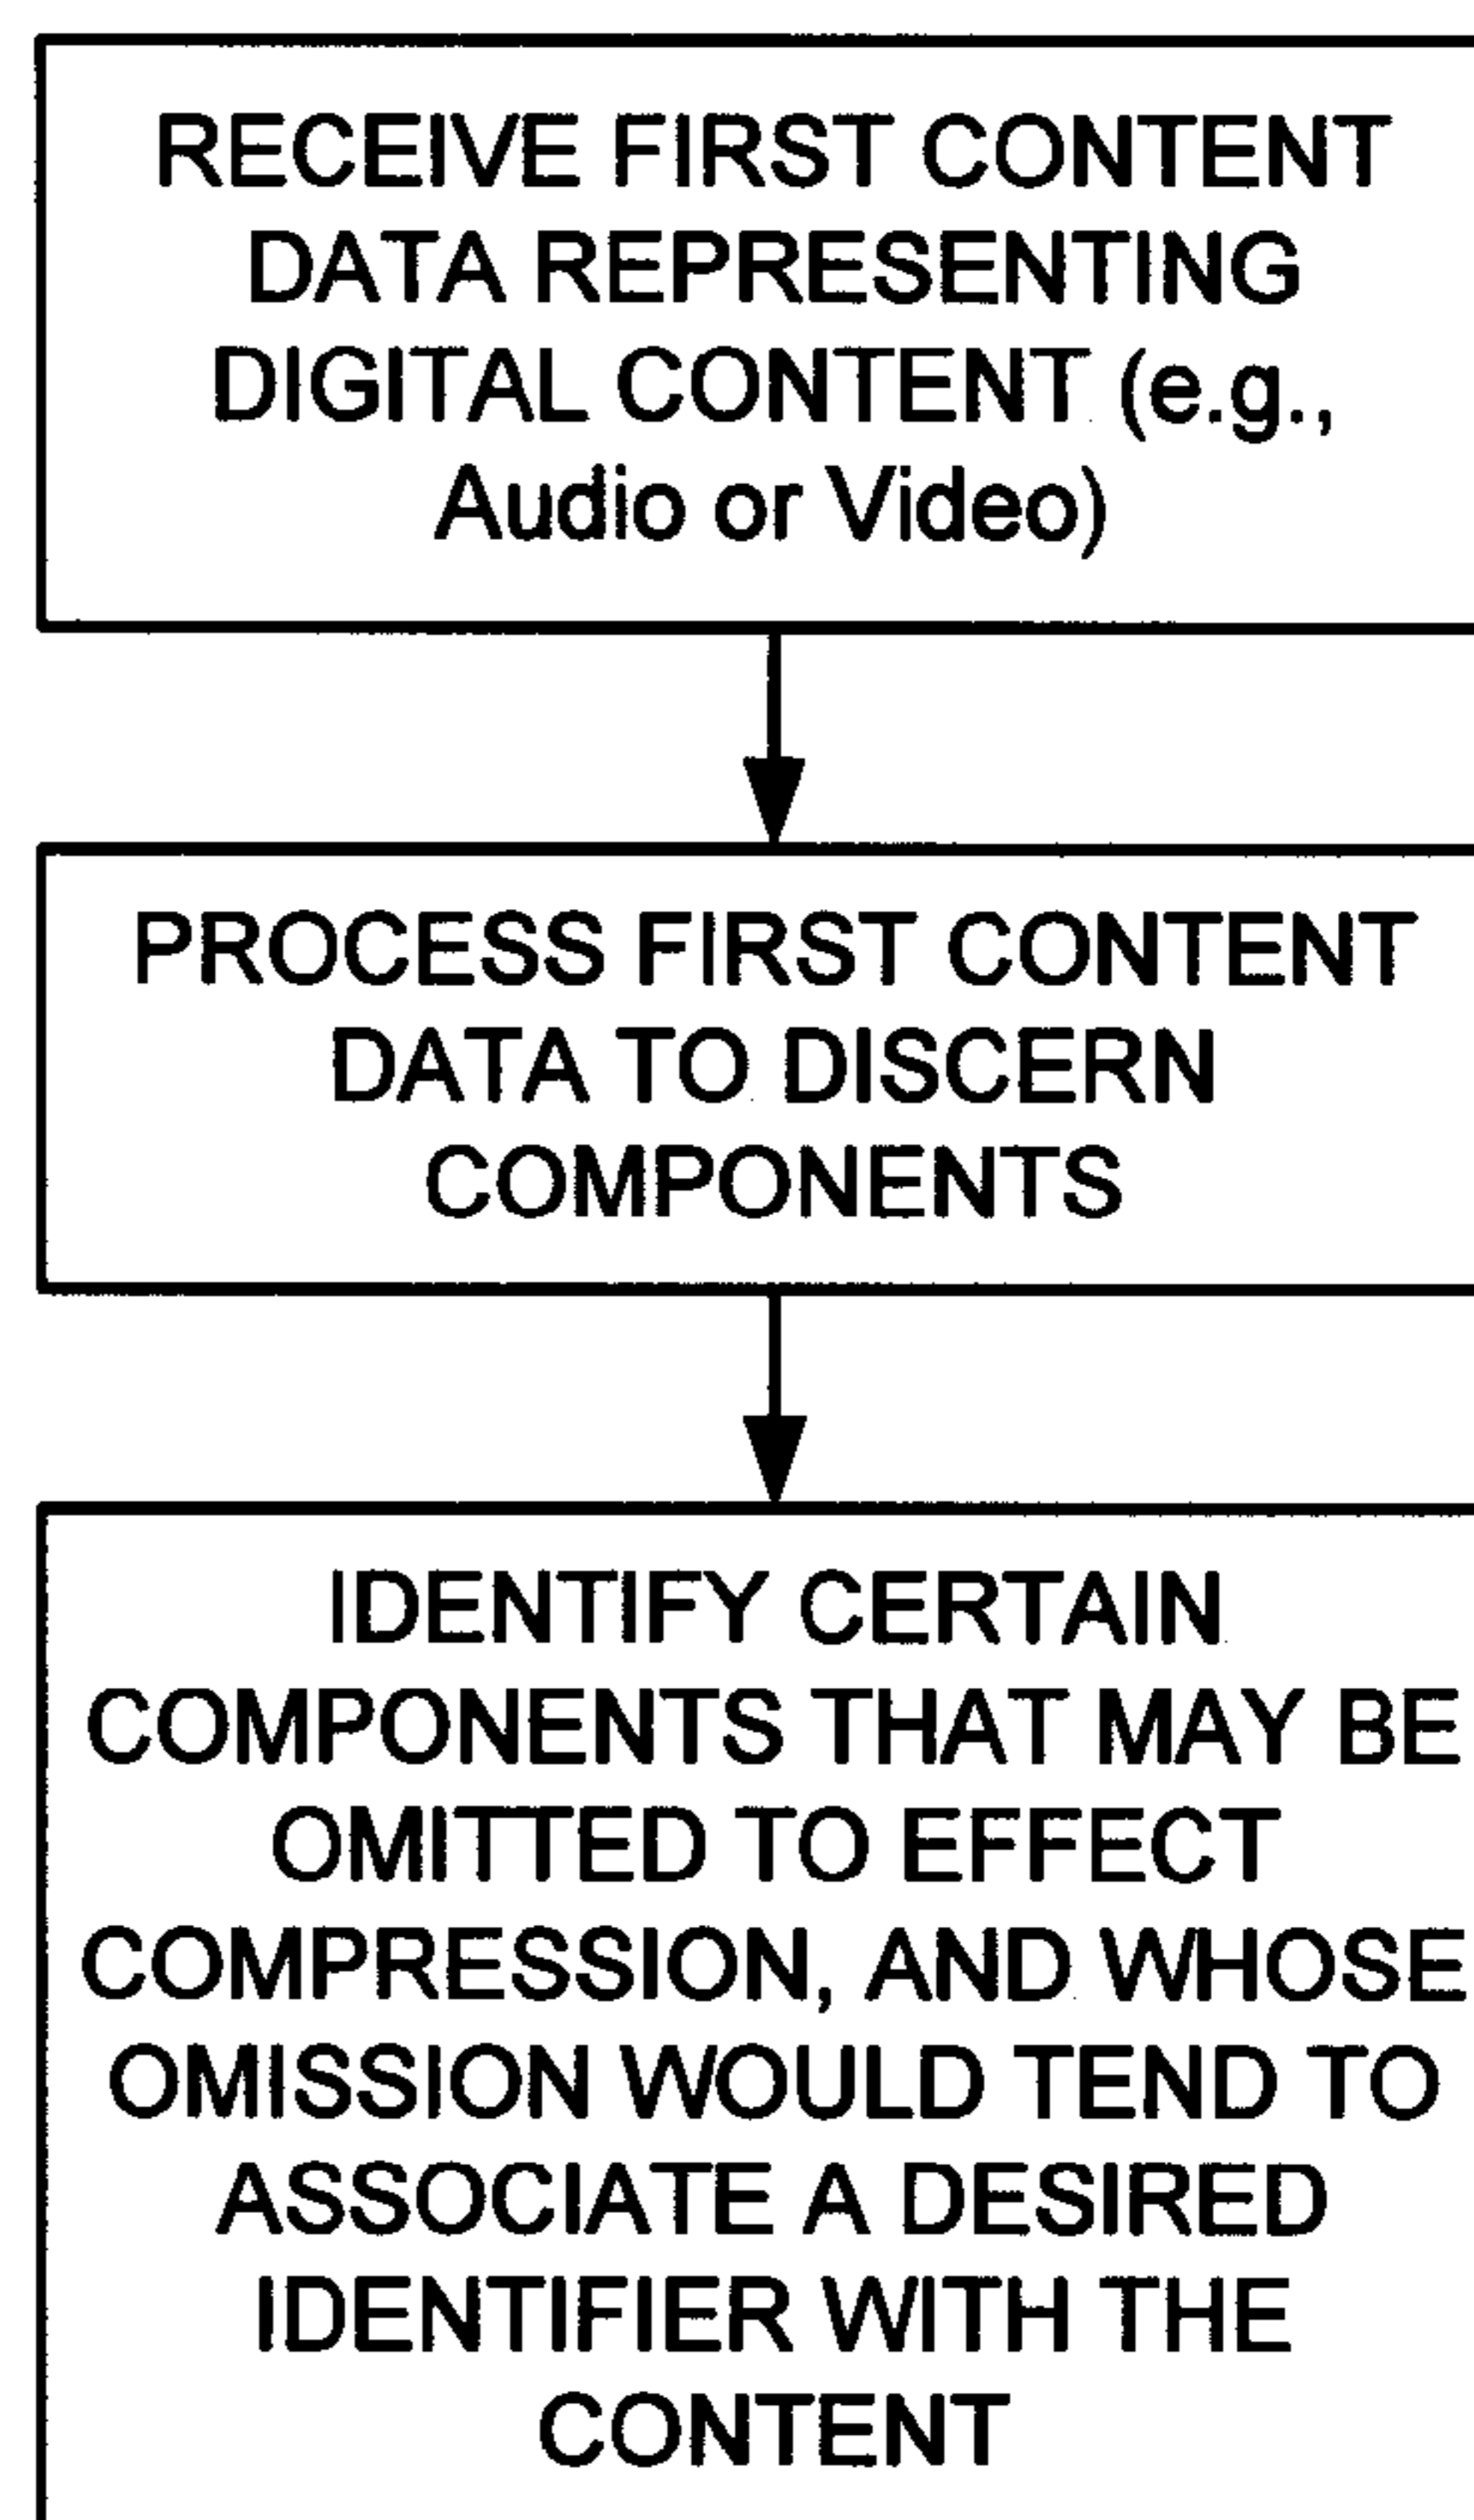 RECEIVE FIRST CONTENT
DATA REPRESENTING
DIGITAL CONTENT (e.g.,
Audio or Video)
PROCESS FIRST CONTENT
DATA TO DISCERN
COMPONENTS
IDENTIFY CERTAIN
COMPONENTS THAT MAY BE
OMITTED TO EFFECT
COMPRESSION, AND WHOSE
OMISSION WOULD TEND TO
ASSOCIATE A DESIRED
IDENTIFIER WITH THE
CONTENT